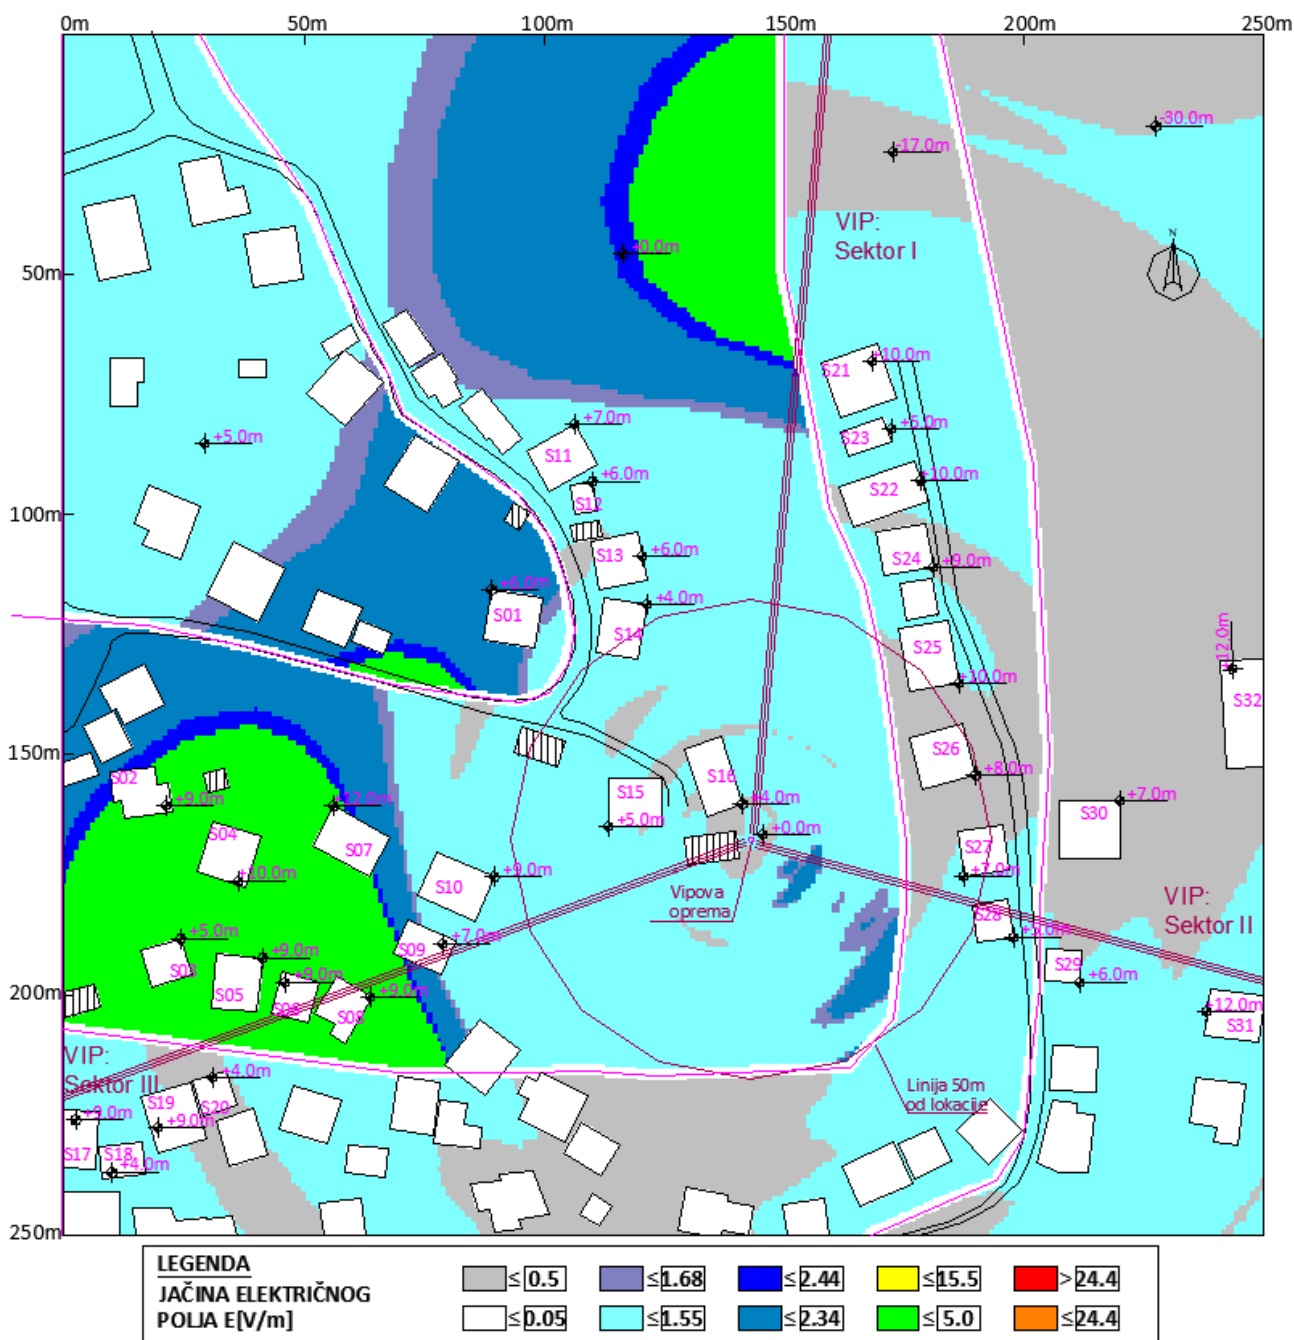 0m 50m 100m 150m 200m 250m
-30.0m
-17.0m
VIP:
Sektor I
N
+0.0m
50m
+10.0m
S21
+7.0m
+5.0m
S23
+5.0m
S11
+6.0m
+10.0m
S22
S12
100m
S13
+6.0m
S24
+9.0m
+6.0m
S01
+4.0m
S14
S25
+12.0m
+10.0m
S32
150m
S26
S02
S16
+8.0m
S15
+9.0m
+12.0m
+4.0m
+7.0m
S30
S04
+5.0m
+0.0m
S07
S27
+10.0m
S10
+9.0m
+7.0m
Vipova
oprema
VIP:
Sektor II
S28
+5.0m
+7.0m
+5.0m
S09
S03
+9.0m
S29
+6.0m
200m
S05
+9.0m
S06
+9.0m
S08
+12.0m
S31
VIP:
Sektor III
+4.0m
Linija 50m
od lokacije
S19
S20
+9.0m
+9.0m
S17
S18
+4.0m
250m
LEGENDA
JAČINA ELEKTRIČNOG
POLJA E[V/m]
≤ 0.5 ≤1.68 ≤2.44 ≤15.5 >24.4
≤0.05 ≤1.55 ≤2.34 ≤ 5.0 ≤24.4